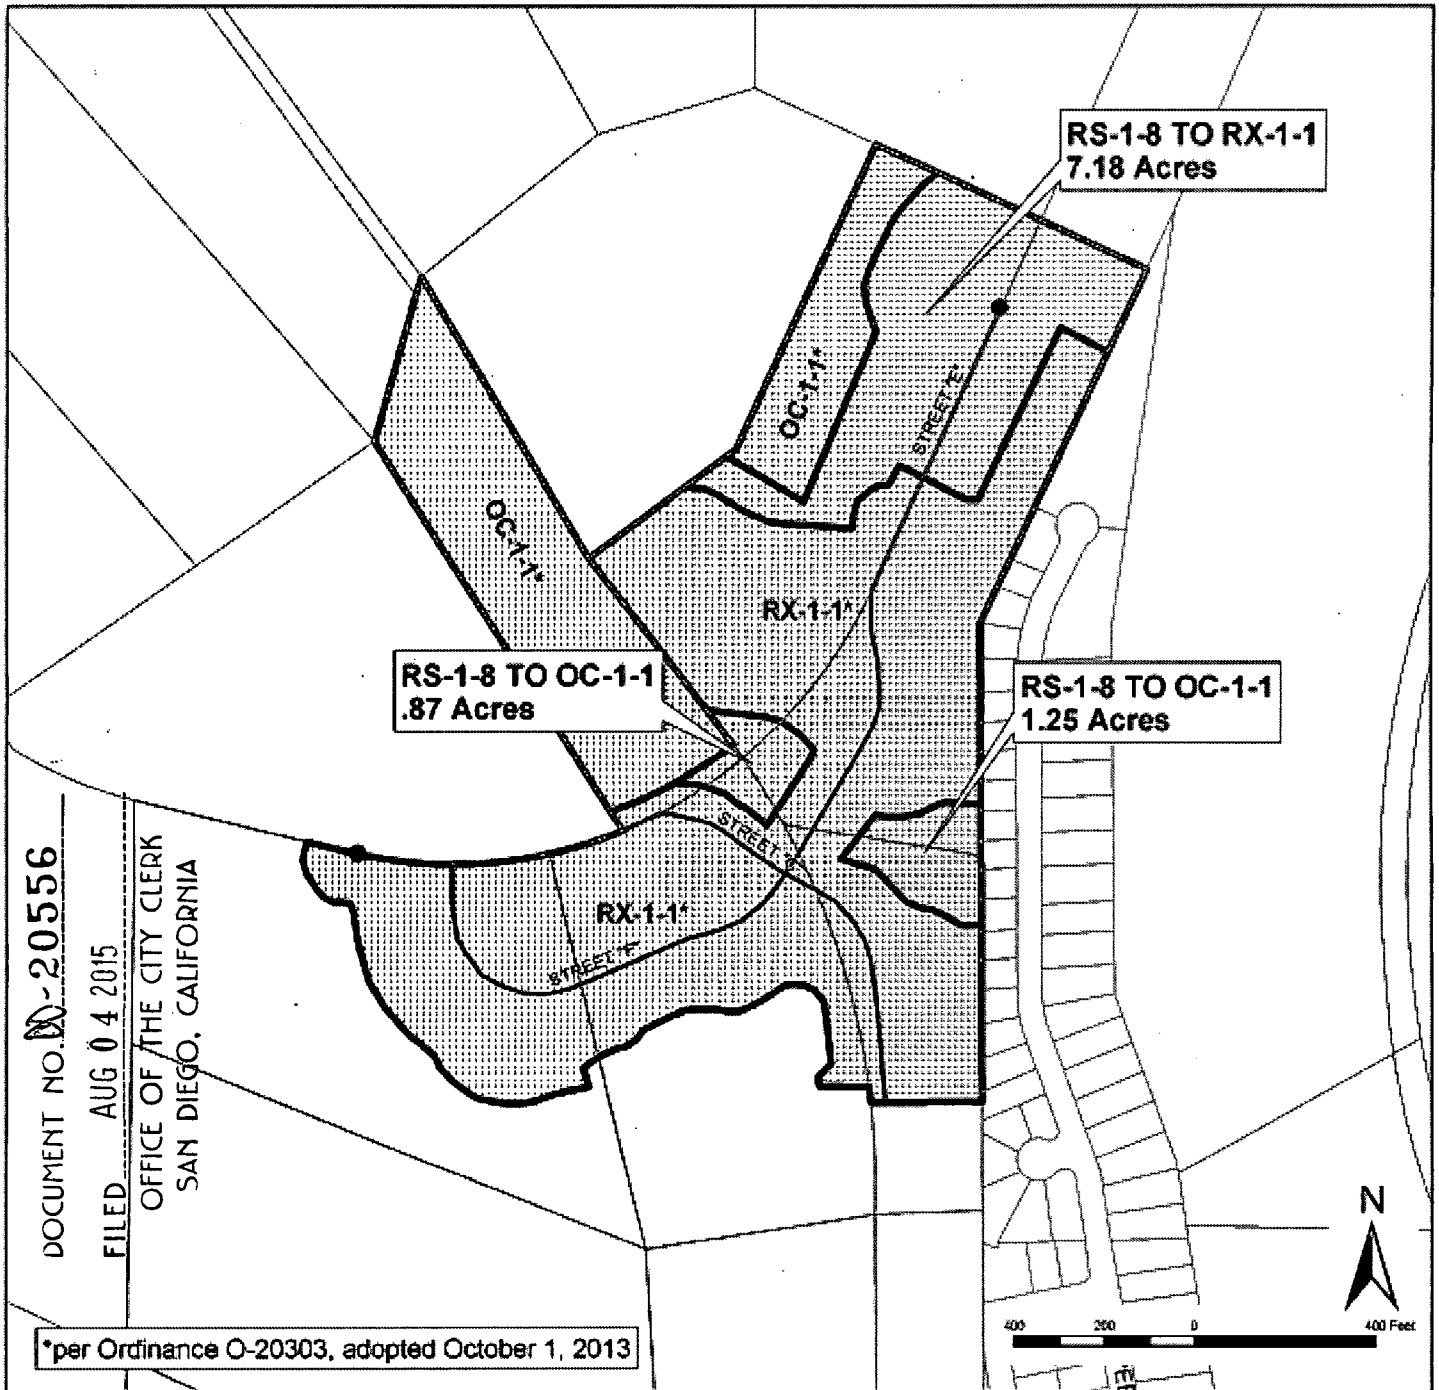 RS-1-8 TO RX-1-1
7.18 Acres
OC-1-1*
STREET "E"
OC-1-1*
RX-1-1*
RS-1-8 TO OC-1-1
.87 Acres
RS-1-8 TO OC-1-1
1.25 Acres
STREET
RX-1-1*
STREET "F"
DOCUMENT NO. -20556
FILED AUG 04 2015
OFFICE OF THE CITY CLERK
SAN DIEGO, CALIFORNIA
N
400 200 0 400 Feet
*per Ordinance O-20303, adopted October 1, 2013